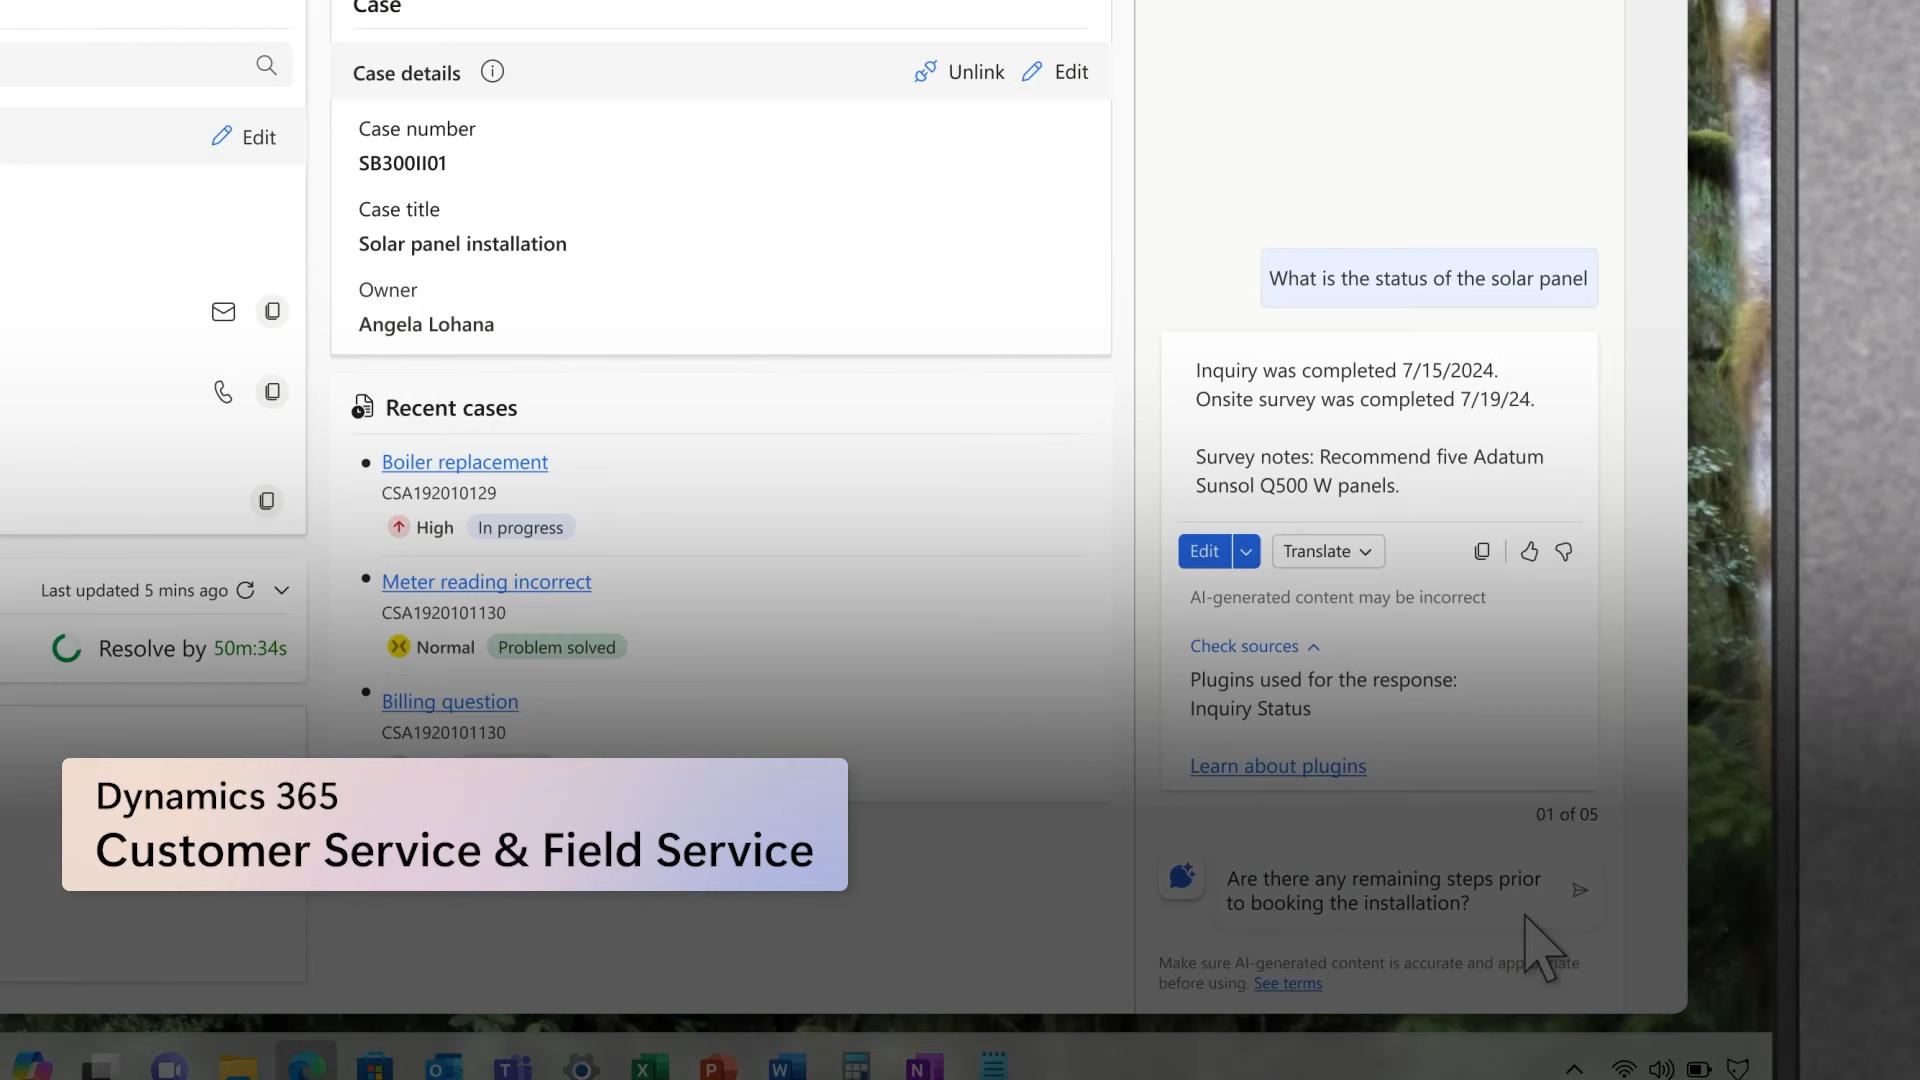 Case
Case details
Unlink
Edit
Edit
Case number
SB300II01
Case title
Solar panel installation
Owner
Angela Lohana
Recent cases
Boiler replacement
CSA192010129
High
In progress
Meter reading incorrect
CSA1920101130
Normal
Problem solved
Billing question
CSA1920101130
Last updated 5 mins ago
Resolve by 50m:34s
What is the status of the solar panel
Inquiry was completed 7/15/2024.
Onsite survey was completed 7/19/24.
Survey notes: Recommend five Adatum
Sunsol Q500 W panels.
Edit
Translate
AI-generated content may be incorrect
Check sources
Plugins used for the response:
Inquiry Status
Learn about plugins
01 of 05
Are there any remaining steps prior
to booking the installation?
Make sure AI-generated content is accurate and
before using. See terms
Dynamics 365
Customer Service & Field Service